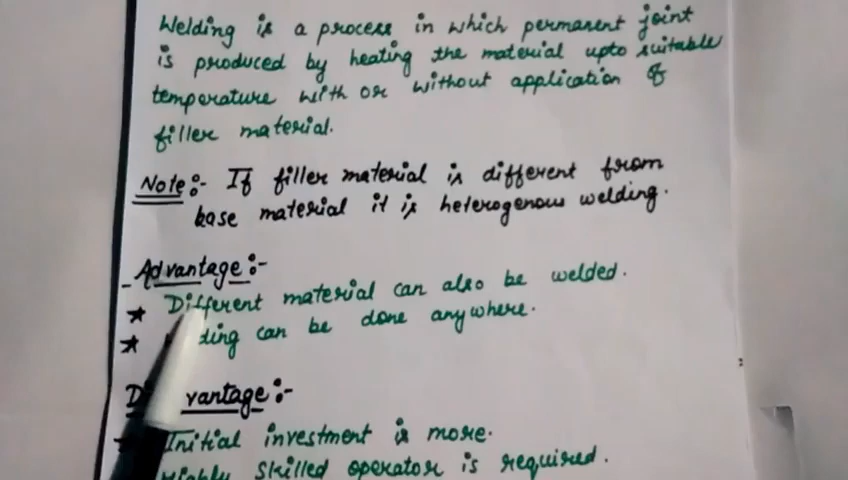 Welding is a process in which permanent joint
is produced by heating the material upto suitable
temperature with or without application of
filler material.
Note:- If filler material is different from
base material it is heterogenous welding.
Advantage:-
* Different material can also be welded.
* ding can be done anywhere.
D vantage:-
Initial investment is more.
Highly skilled operator is required.